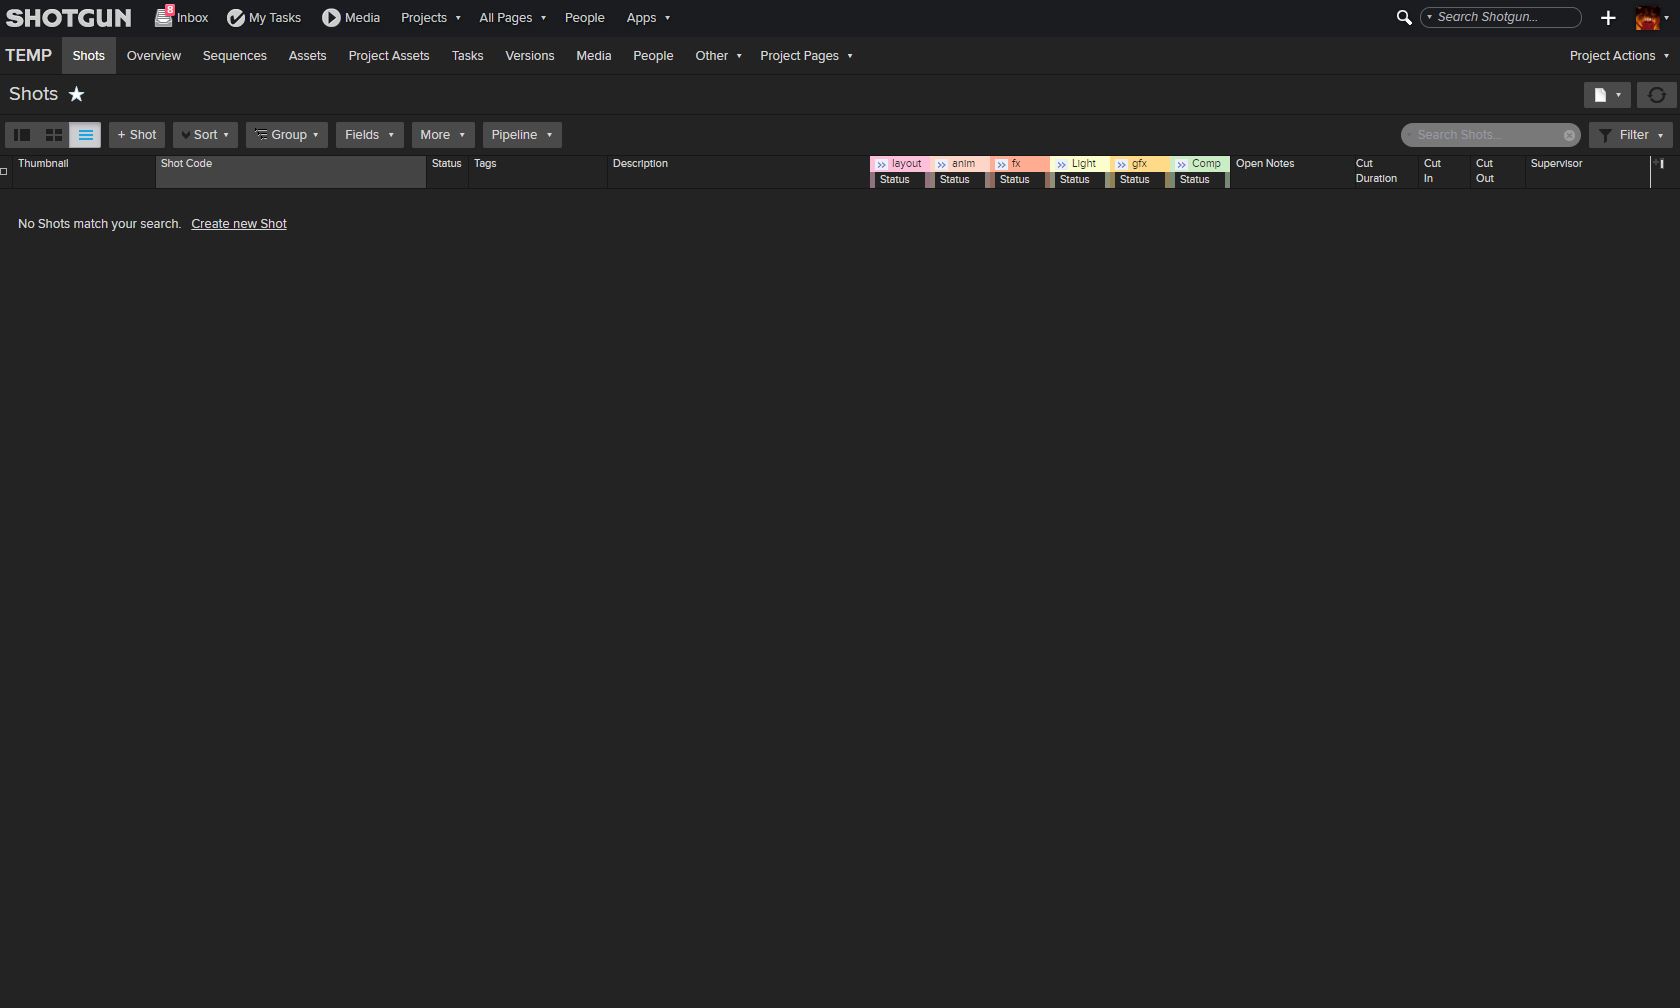 SHOTGUN 8 Inbox My Tasks Media Projects All Pages People Apps Search Shotgun...
TEMP Shots Overview Sequences Assets Project Assets Tasks Versions Media People Other Project Pages Project Actions
Shots
+ Shot Sort Group Fields More Pipeline Search Shots... Filter
Thumbnail Shot Code Status Tags Description layout anim fx Light gfx Comp Open Notes Cut Cut Cut Supervisor
Status Status Status Status Status Status Duration In Out
No Shots match your search. Create new Shot